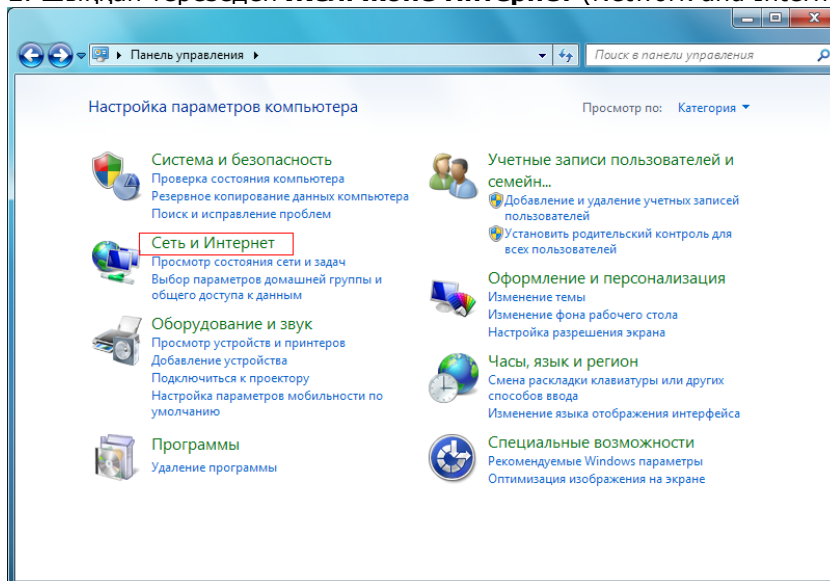 Панель управления
Поиск в панели управления
Настройка параметров компьютера
Просмотр по: Категория
Система и безопасность
Проверка состояния компьютера
Резервное копирование данных компьютера
Поиск и исправление проблем
Сеть и Интернет
Просмотр состояния сети и задач
Выбор параметров домашней группы и
общего доступа к данным
Оборудование и звук
Просмотр устройств и принтеров
Добавление устройства
Подключиться к проектору
Настройка параметров мобильности по
умолчанию
Программы
Удаление программы
Учетные записи пользователей и
семейн...
Добавление и удаление учетных записей
пользователей
Установить родительский контроль для
всех пользователей
Оформление и персонализация
Изменение темы
Изменение фона рабочего стола
Настройка разрешения экрана
Часы, язык и регион
Смена раскладки клавиатуры или других
способов ввода
Изменение языка отображения интерфейса
Специальные возможности
Рекомендуемые Windows параметры
Оптимизация изображения на экране